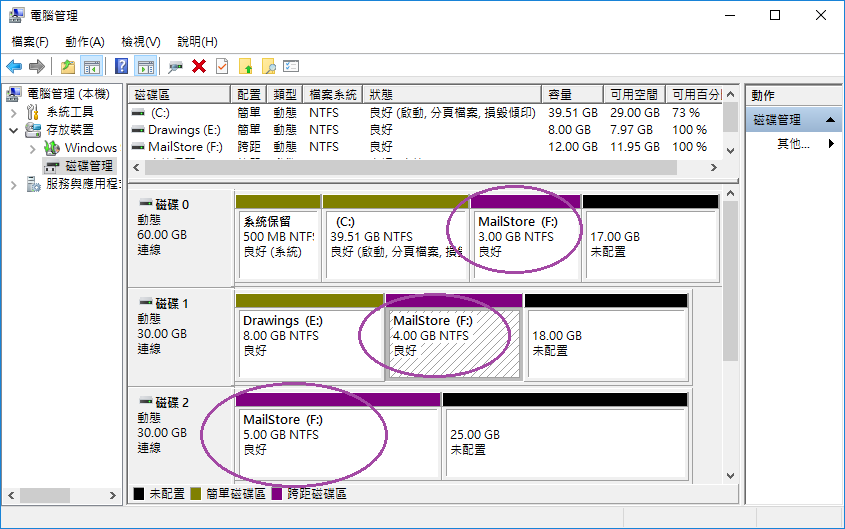 電腦管理
檔案(F) 動作(A) 檢視(V) 說明(H)
電腦管理 (本機)
系統工具
存放裝置
Windows
磁碟管理
服務與應用程
磁碟區 配置 類型 檔案系統 狀態 容量 可用空間 可用百分
(C:) 簡單 動態 NTFS 良好 (啟動, 分頁檔案, 損毀傾印) 39.51 GB 29.00 GB 73 %
Drawings (E:) 簡單 動態 NTFS 良好 8.00 GB 7.97 GB 100 %
MailStore (F:) 跨距 動態 NTFS 良好 12.00 GB 11.95 GB 100 %
磁碟 0
動態
60.00 GB
連線
系統保留
500 MB NTF
良好 (系統)
(C:)
39.51 GB NTFS
良好 (啟動, 分頁檔案, 損
MailStore (F:)
3.00 GB NTFS
良好
17.00 GB
未配置
磁碟 1
動態
30.00 GB
連線
Drawings (E:)
8.00 GB NTFS
良好
MailStore (F:)
4.00 GB NTFS
良好
18.00 GB
未配置
磁碟 2
動態
30.00 GB
連線
MailStore (F:)
5.00 GB NTFS
良好
25.00 GB
未配置
未配置 簡單磁碟區 跨距磁碟區
動作
磁碟管理
其他...